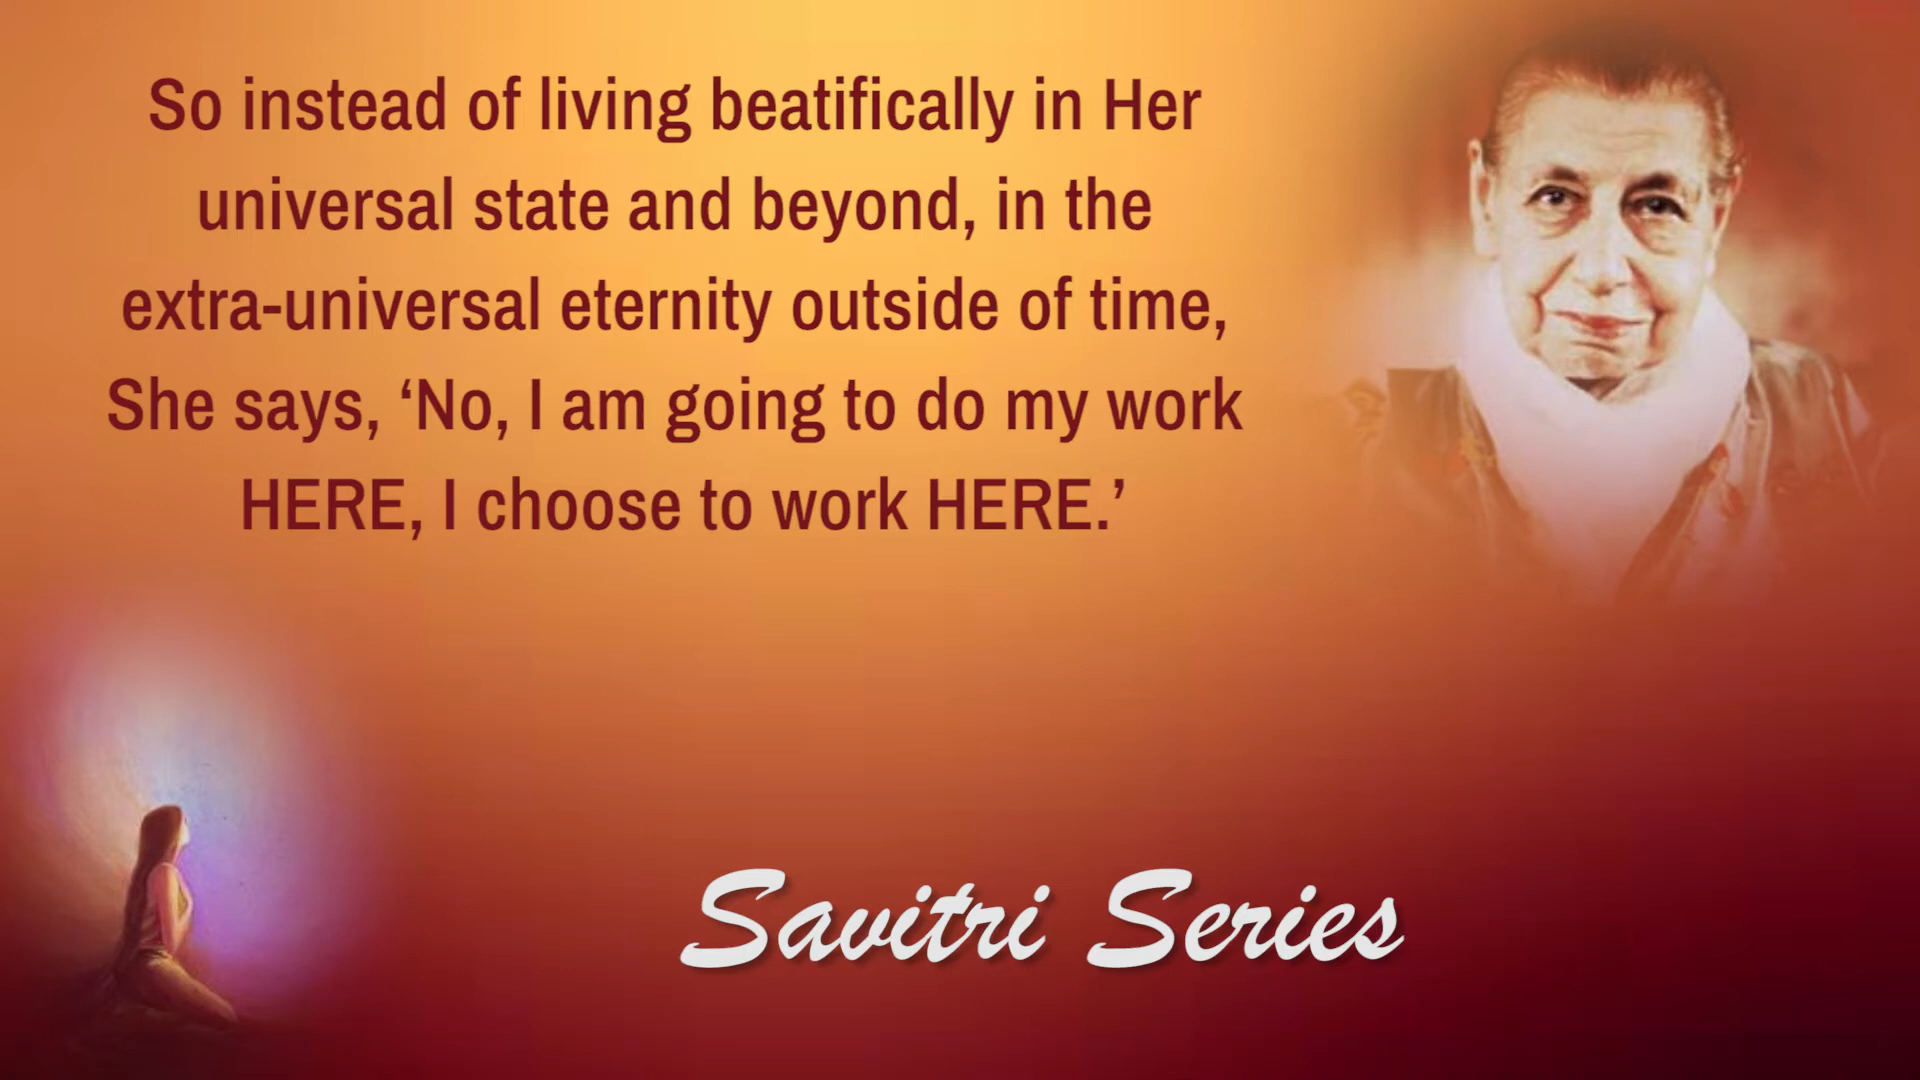 So instead of living beatifically in Her
universal state and beyond, in the
extra-universal eternity outside of time,
She says, ‘No, I am going to do my work
HERE, I choose to work HERE.’
Savitri Series